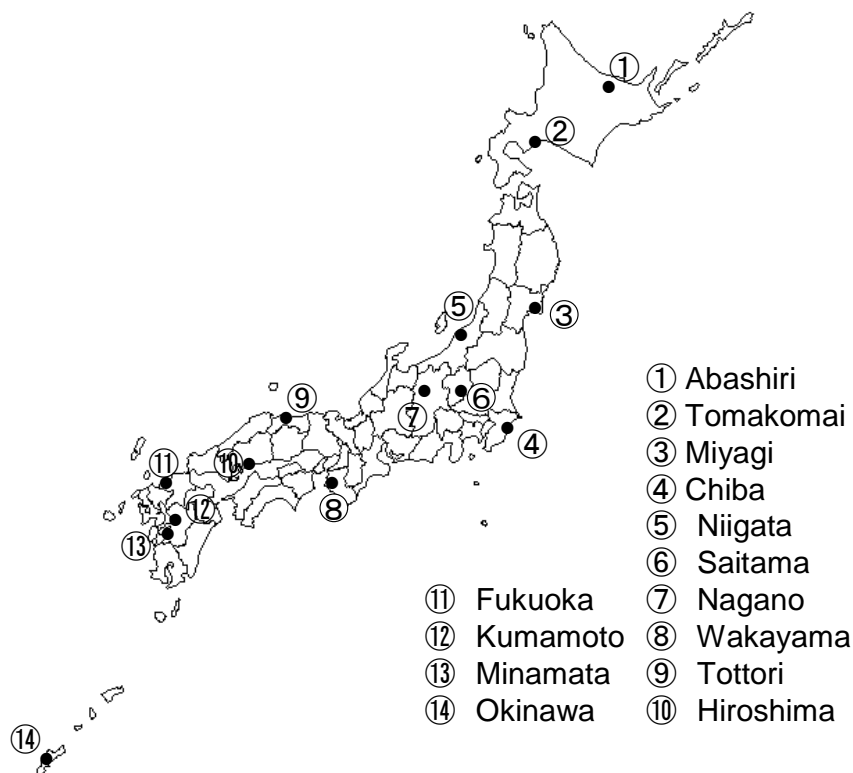 ①
②
⑤
③
⑥
⑨
⑦
④
⑩
⑪
⑫
⑧
⑬
⑭
① Abashiri
② Tomakomai
③ Miyagi
④ Chiba
⑤ Niigata
⑥ Saitama
⑦ Nagano
⑧ Wakayama
⑨ Tottori
⑩ Hiroshima
⑪ Fukuoka
⑫ Kumamoto
⑬ Minamata
⑭ Okinawa